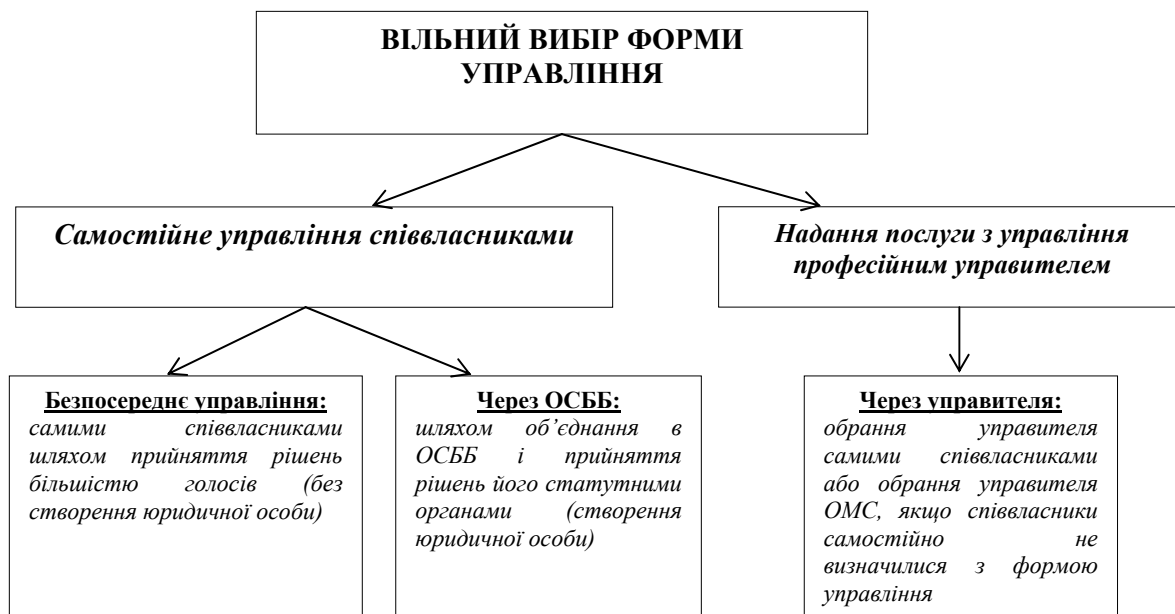 ВІЛЬНИЙ ВИБІР ФОРМИ
УПРАВЛІННЯ
Самостійне управління співвласниками
Надання послуги з управління
професійним управителем
Безпосереднє управління:
самими співвласниками
шляхом прийняття рішень
більшістю голосів (без
створення юридичної особи)
Через ОСББ:
шляхом об’єднання в
ОСББ і прийняття
рішень його статутними
органами (створення
юридичної особи)
Через управителя:
обрання управителя
самими співвласниками
або обрання управителя
ОМС, якщо співвласники
самостійно не
визначилися з формою
управління